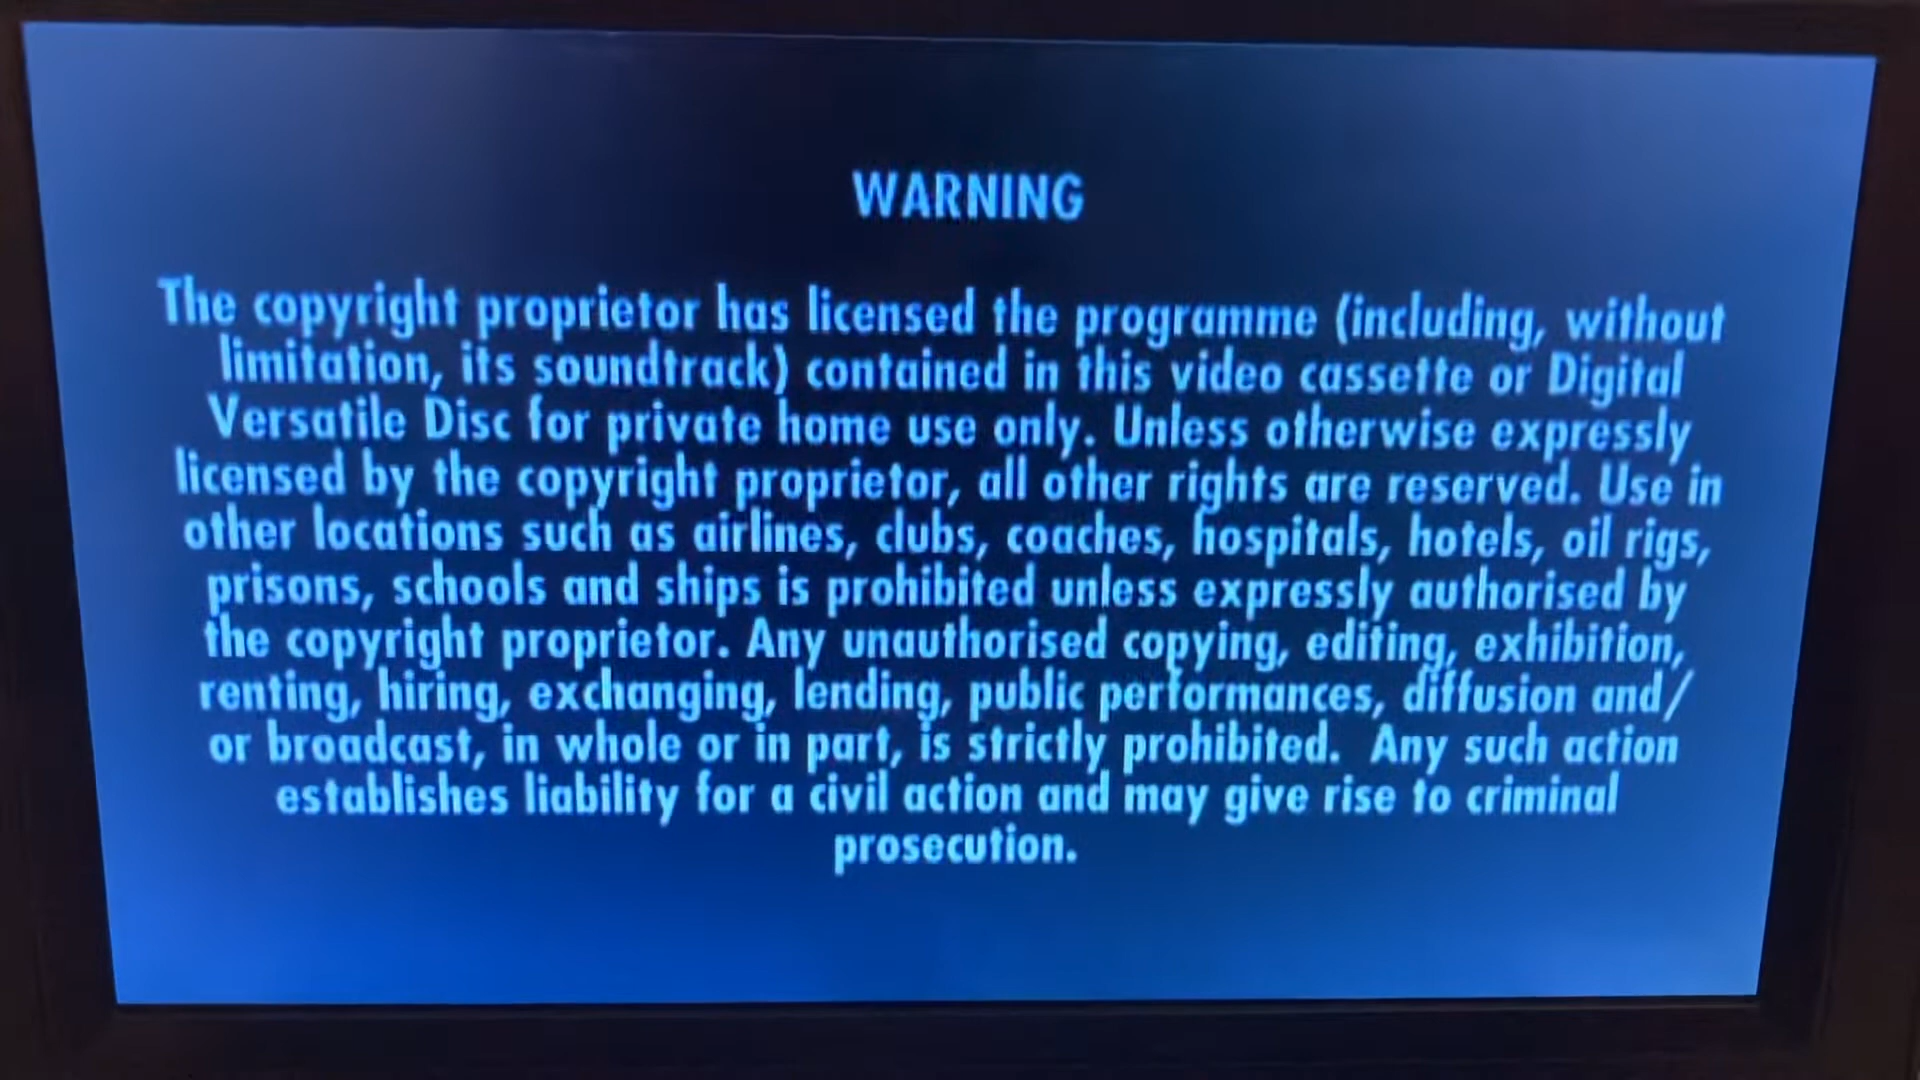 WARNING
The copyright proprietor has licensed the programme (including, without
limitation, its soundtrack) contained in this video cassette or Digital
Versatile Disc for private home use only. Unless otherwise expressly
licensed by the copyright proprietor, all other rights are reserved. Use in
other locations such as airlines, clubs, coaches, hospitals, hotels, oil rigs,
prisons, schools and ships is prohibited unless expressly authorised by
the copyright proprietor. Any unauthorised copying, editing, exhibition,
renting, hiring, exchanging, lending, public performances, diffusion and/
or broadcast, in whole or in part, is strictly prohibited. Any such action
establishes liability for a civil action and may give rise to criminal
prosecution.